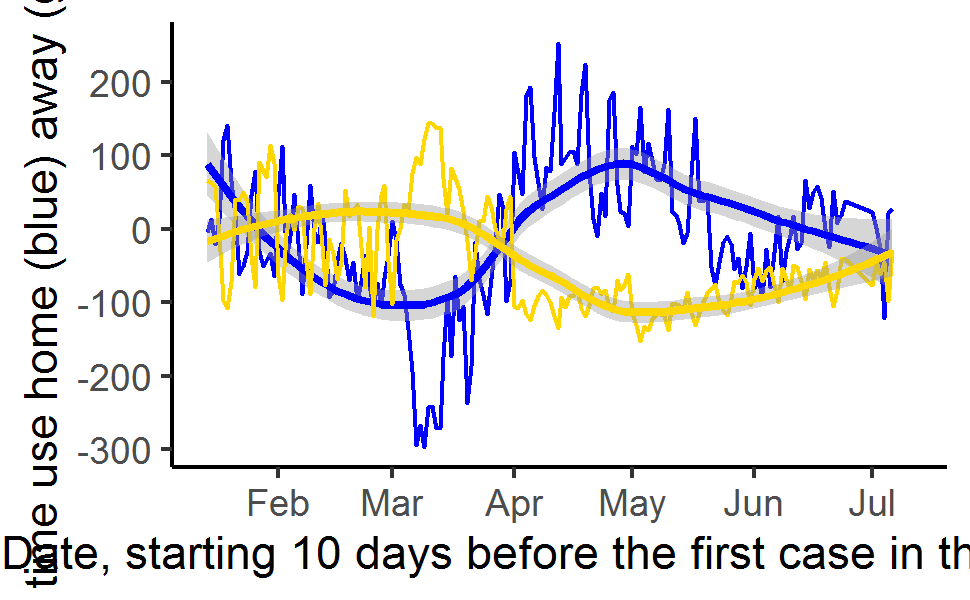 time use home (blue) away (
200
100
0
-100
-200
-300
Feb Mar Apr May Jun Jul
Date, starting 10 days before the first case in th